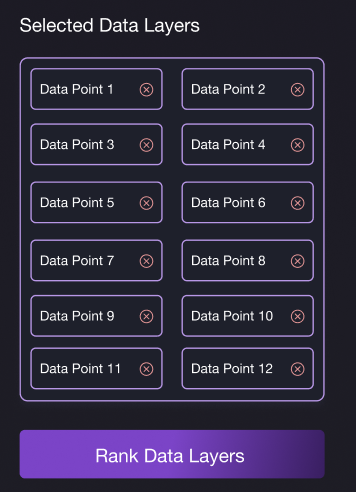 Selected Data Layers
Data Point 1
Data Point 2
Data Point 3
Data Point 4
Data Point 5
Data Point 6
Data Point 7
Data Point 8
Data Point 9
Data Point 10
Data Point 11
Data Point 12
Rank Data Layers